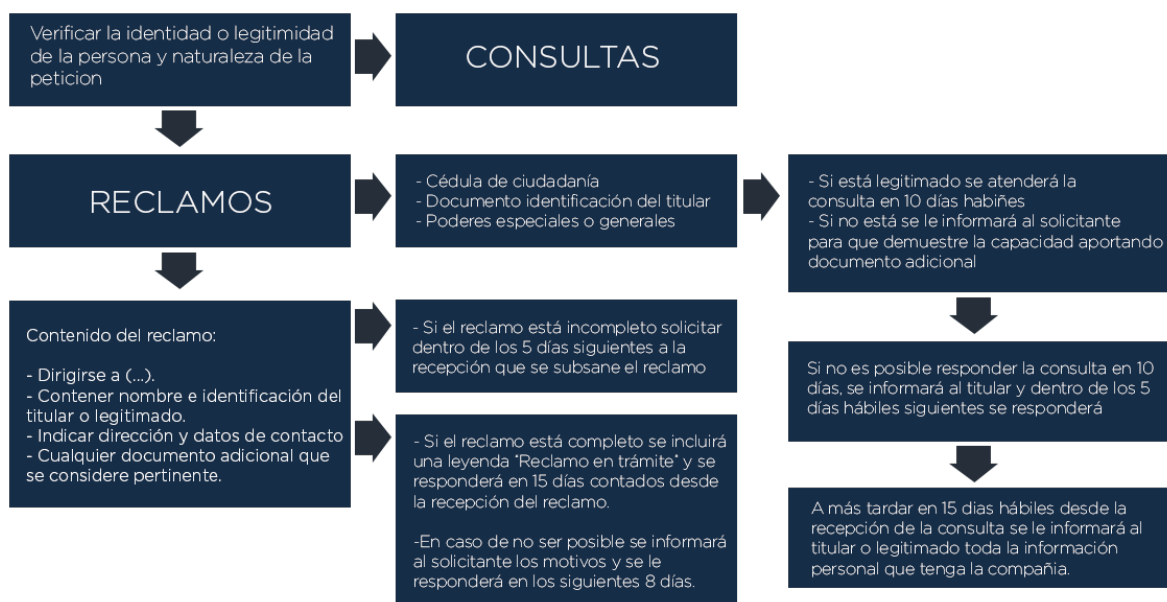 Verificar la identidad o legitimidad
de la persona y naturaleza de la
peticion
CONSULTAS
RECLAMOS
- Cédula de ciudadanía
- Documento identificación del titular
- Poderes especiales o generales
- Si está legitimado se atenderá la
consulta en 10 días habiñes
- Si no está se le informará al solicitante
para que demuestre la capacidad aportando
documento adicional
Contenido del reclamo:
- Dirigirse a (...).
- Contener nombre e identificación del
titular o legitimado.
- Indicar dirección y datos de contacto
- Cualquier documento adicional que
se considere pertinente.
- Si el reclamo está incompleto solicitar
dentro de los 5 días siguientes a la
recepción que se subsane el reclamo
Si no es posible responder la consulta en 10
días, se informará al titular y dentro de los 5
días hábiles siguientes se responderá
- Si el reclamo está completo se incluirá
una leyenda "Reclamo en trámite" y se
responderá en 15 días contados desde
la recepción del reclamo.
-En caso de no ser posible se informará
al solicitante los motivos y se le
responderá en los siguientes 8 días.
A más tardar en 15 dias hábiles desde la
recepción de la consulta se le informará al
titular o legitimado toda la información
personal que tenga la compañia.